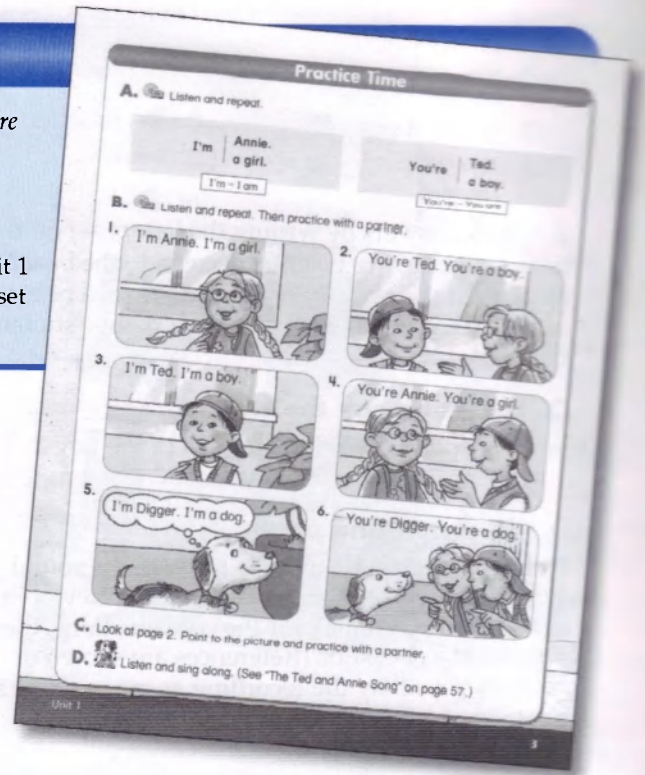 re
it 1
set
Practice Time
A. Listen and repeat.
I'm
Annie.
a girl.
I'm = I am
You're
Ted.
a boy.
You're = You are
B. Listen and repeat. Then practice with a partner.
1. I'm Annie. I'm a girl.
2. You're Ted. You're a boy.
3. I'm Ted. I'm a boy.
4. You're Annie. You're a girl.
5. I'm Digger. I'm a dog.
6. You're Digger. You're a dog.
C. Look at page 2. Point to the picture and practice with a partner.
D. Listen and sing along. (See "The Ted and Annie Song" on page 57.)
Unit 1
3